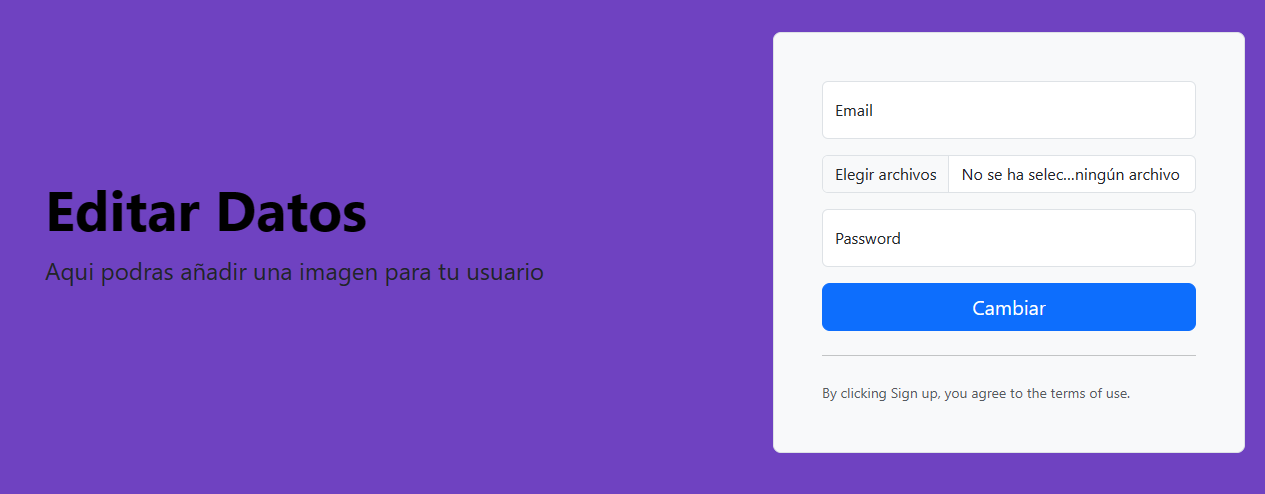 Editar Datos
Aqui podras añadir una imagen para tu usuario
Email
Elegir archivos No se ha selec...ningún archivo
Password
Cambiar
By clicking Sign up, you agree to the terms of use.